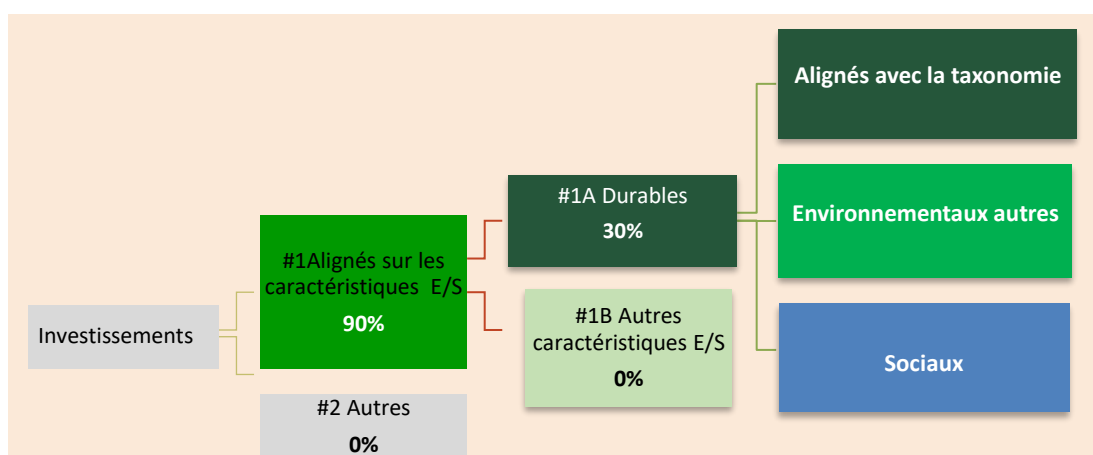 Investissements
#1Alignés sur les
caractéristiques E/S
90%
#2 Autres
0%
#1A Durables
30%
#1B Autres
caractéristiques E/S
0%
Alignés avec la taxonomie
Environnementaux autres
Sociaux